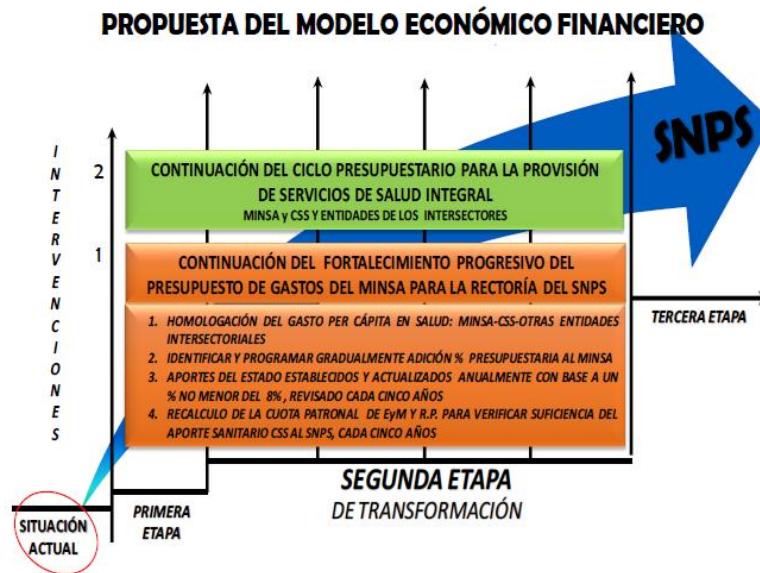 PROPUESTA DEL MODELO ECONÓMICO FINANCIERO
SNPS
INTERVENCIONES
2
CONTINUACIÓN DEL CICLO PRESUPUESTARIO PARA LA PROVISIÓN
DE SERVICIOS DE SALUD INTEGRAL
MINSA y CSS Y ENTIDADES DE LOS INTERSECTORES
1
CONTINUACIÓN DEL FORTALECIMIENTO PROGRESIVO DEL
PRESUPUESTO DE GASTOS DEL MINSA PARA LA RECTORÍA DEL SNPS
1. HOMOLOGACIÓN DEL GASTO PER CÁPITA EN SALUD: MINSA-CSS-OTRAS ENTIDADES
INTERSECTORIALES
2. IDENTIFICAR Y PROGRAMAR GRADUALMENTE ADICIÓN % PRESUPUESTARIA AL MINSA
3. APORTES DEL ESTADO ESTABLECIDOS Y ACTUALIZADOS ANUALMENTE CON BASE A UN
% NO MENOR DEL 8% , REVISADO CADA CINCO AÑOS
4. RECALCULO DE LA CUOTA PATRONAL DE EyM Y R.P. PARA VERIFICAR SUFICIENCIA DEL
APORTE SANITARIO CSS AL SNPS, CADA CINCO AÑOS
TERCERA ETAPA
SEGUNDA ETAPA
DE TRANSFORMACIÓN
PRIMERA
ETAPA
SITUACIÓN
ACTUAL